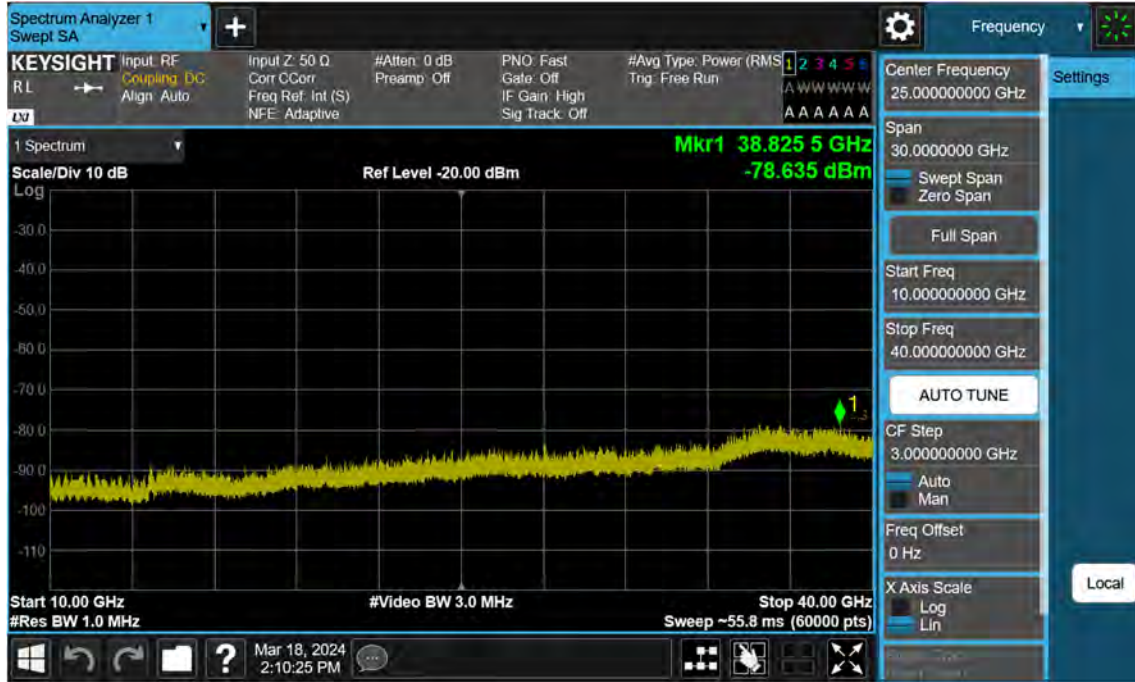 Spectrum Analyzer 1
Swept SA
+
Frequency
KEYSIGHT
RL
LXI
Input: RF
Coupling: DC
Align: Auto
Input Z: 50 Ω
Corr CCorr
Freq Ref: Int (S)
NFE: Adaptive
#Atten: 0 dB
Preamp: Off
PNO: Fast
Gate: Off
IF Gain: High
Sig Track: Off
#Avg Type: Power (RMS
Trig: Free Run
1 2 3 4 5 6
A W W W W W
A A A A A A
1 Spectrum
Scale/Div 10 dB
Ref Level -20.00 dBm
Mkr1 38.825 5 GHz
-78.635 dBm
Log
-30.0
-40.0
-50.0
-60.0
-70.0
-80.0
-90.0
-100
-110
1
Start 10.00 GHz
#Res BW 1.0 MHz
#Video BW 3.0 MHz
Stop 40.00 GHz
Sweep ~55.8 ms (60000 pts)
Center Frequency
25.000000000 GHz
Span
30.0000000 GHz
Swept Span
Zero Span
Full Span
Start Freq
10.000000000 GHz
Stop Freq
40.000000000 GHz
AUTO TUNE
CF Step
3.000000000 GHz
Auto
Man
Freq Offset
0 Hz
X Axis Scale
Log
Lin
Settings
Local
?
Mar 18, 2024
2:10:25 PM